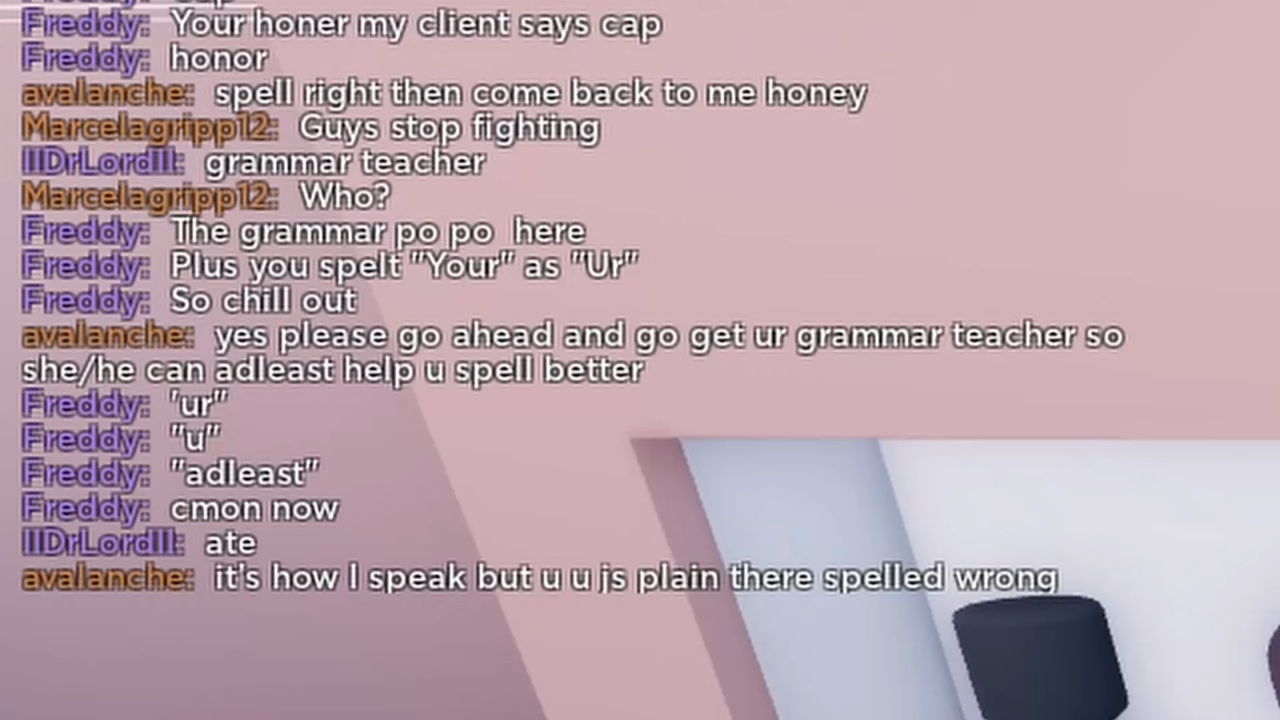 Freddy: Your honer my client says cap
Freddy: honor
avalanche: spell right then come back to me honey
Marcelagripp12: Guys stop fighting
IIDrLordII: grammar teacher
Marcelagripp12: Who?
Freddy: The grammar po po  here
Freddy: Plus you spelt "Your" as "Ur"
Freddy: So chill out
avalanche: yes please go ahead and go get ur grammar teacher so
she/he can adleast help u spell better
Freddy: 'ur"
Freddy: "u"
Freddy: "adleast"
Freddy: cmon now
IIDrLordII: ate
avalanche: it's how I speak but u u js plain there spelled wrong